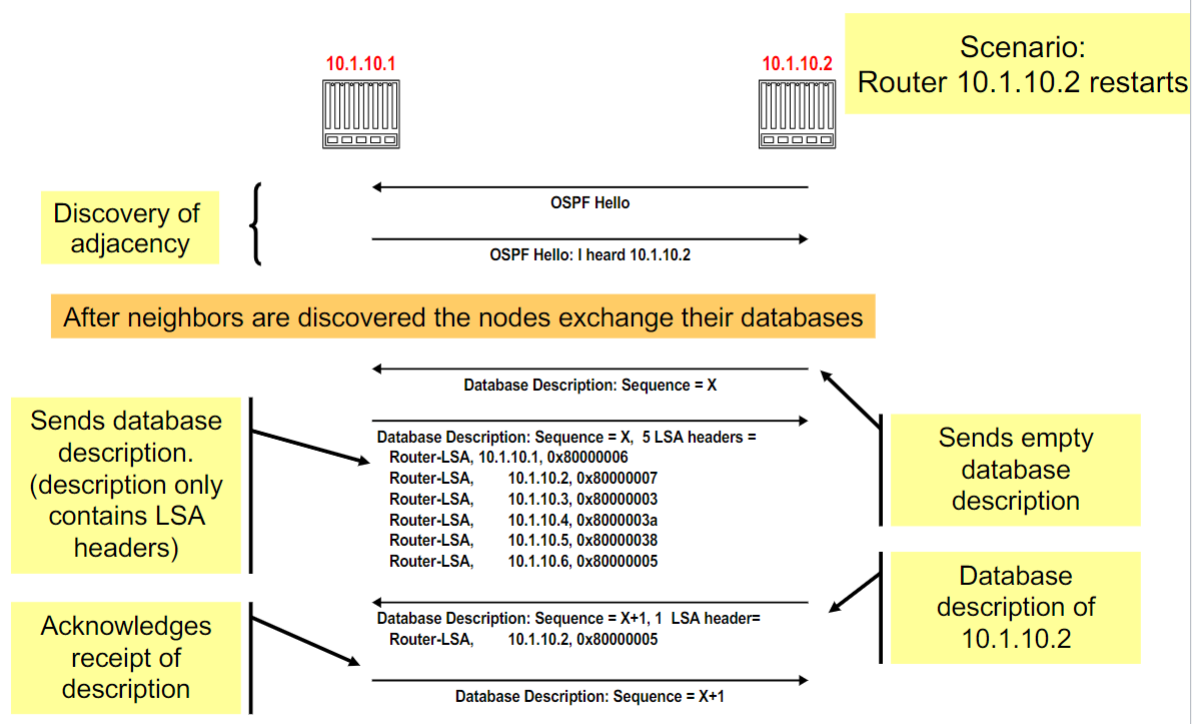 10.1.10.1
10.1.10.2
Scenario:
Router 10.1.10.2 restarts
Discovery of
adjacency
OSPF Hello
OSPF Hello: I heard 10.1.10.2
After neighbors are discovered the nodes exchange their databases
Database Description: Sequence = X
Sends database
description.
(description only
contains LSA
headers)
Database Description: Sequence = X, 5 LSA headers =
Router-LSA, 10.1.10.1, 0x80000006
Router-LSA, 10.1.10.2, 0x80000007
Router-LSA, 10.1.10.3, 0x80000003
Router-LSA, 10.1.10.4, 0x8000003a
Router-LSA, 10.1.10.5, 0x80000038
Router-LSA, 10.1.10.6, 0x80000005
Sends empty
database
description
Database Description: Sequence = X+1, 1 LSA header=
Router-LSA, 10.1.10.2, 0x80000005
Database
description of
10.1.10.2
Acknowledges
receipt of
description
Database Description: Sequence = X+1